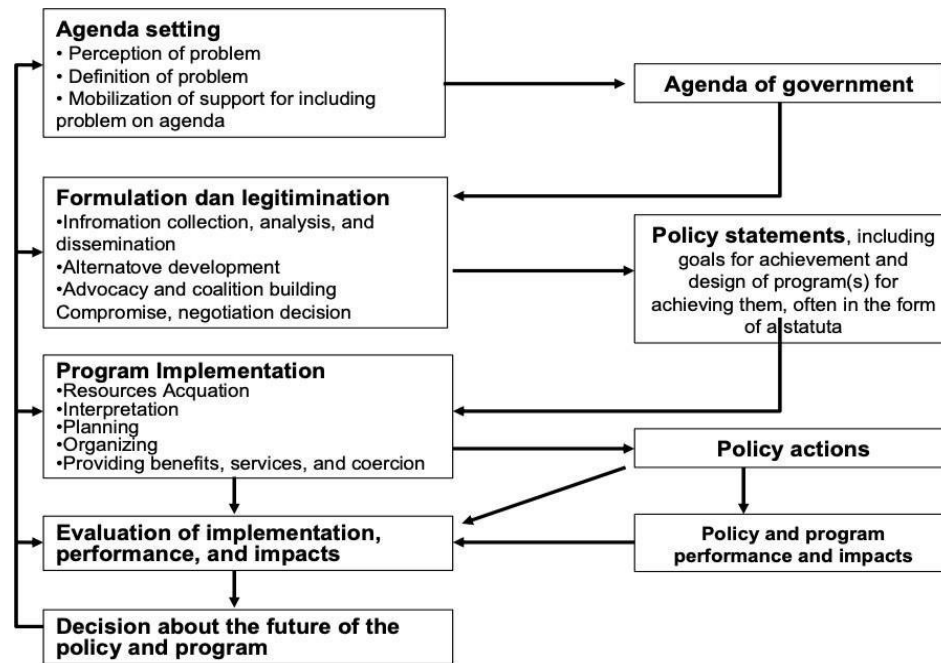 Agenda setting
• Perception of problem
• Definition of problem
• Mobilization of support for including
problem on agenda
Agenda of government
Formulation dan legitimination
•Infromation collection, analysis, and
dissemination
•Alternatove development
•Advocacy and coalition building
Compromise, negotiation decision
Policy statements, including
goals for achievement and
design of program(s) for
achieving them, often in the form
of a statuta
Program Implementation
•Resources Acquation
•Interpretation
•Planning
•Organizing
•Providing benefits, services, and coercion
Policy actions
Evaluation of implementation,
performance, and impacts
Policy and program
performance and impacts
Decision about the future of the
policy and program